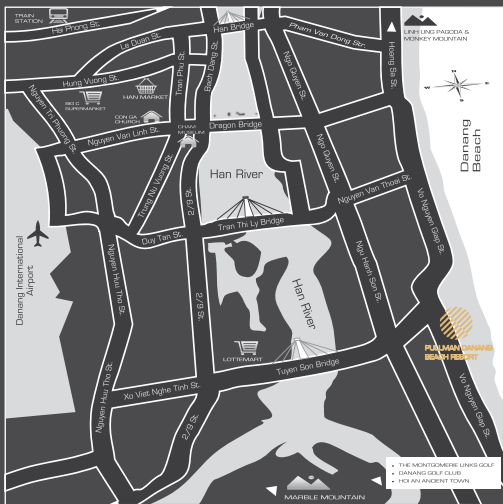 TRAIN
STATION
Hai Phong St.
Le Duan St.
Tran Phu St.
Bach Dang St.
Han Bridge
Pham Van Dong Str.
LINH UNG PAGODA &
MONKEY MOUNTAIN
Hoang Sa St.
Hung Vuong St.
Ngo Quyen St.
Nguyen Tri Phuong St.
BIG C
SUPERMARKET
HAN MARKET
CON GA
CHURCH
CHAM
MUSEUM
Dragon Bridge
Nguyen Van Linh St.
N
W
E
S
Danang
Beach
Ngo Quyen St.
Han River
Trung Nu Vuong St.
2/9 St.
Nguyen Van Thoai St.
Vo Nguyen Giap St.
Tran Thi Ly Bridge
Duy Tan St.
Danang International
Airport
Nguyen Huu Tho St.
Ngu Hanh Son St.
2/9 St.
Han River
PULLMAN DANANG
BEACH RESORT
LOTTEMART
Tuyen Son Bridge
Xo Viet Nghe Tinh St.
Nguyen Huu Tho St.
2/9 St.
Vo Nguyen Giap St.
• THE MONTGOMERIE LINKS GOLF
• DANANG GOLF CLUB
• HOI AN ANCIENT TOWN
MARBLE MOUNTAIN